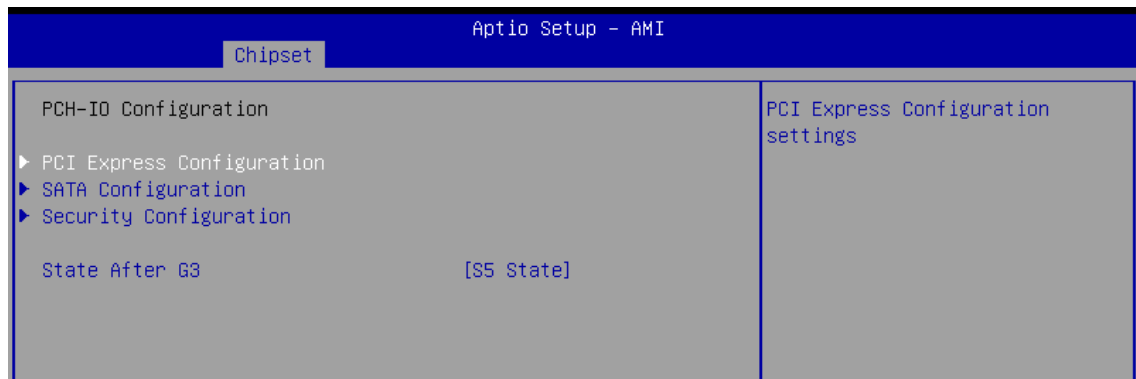 Aptio Setup – AMI
Chipset
PCH-IO Configuration
PCI Express Configuration
SATA Configuration
Security Configuration
State After G3 [S5 State]
PCI Express Configuration
settings